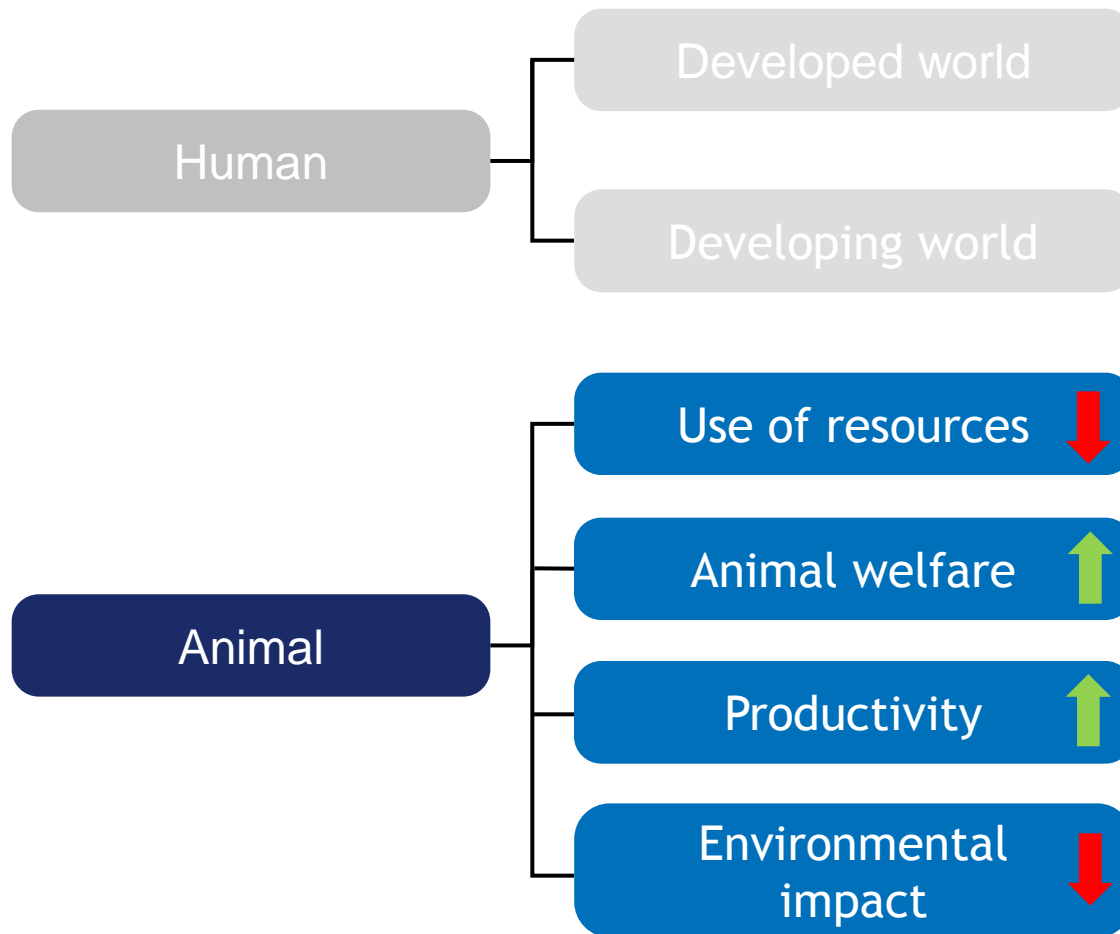 Developed world
Human
Developing world
Use of resources
Animal welfare
Animal
Productivity
Environmental
impact